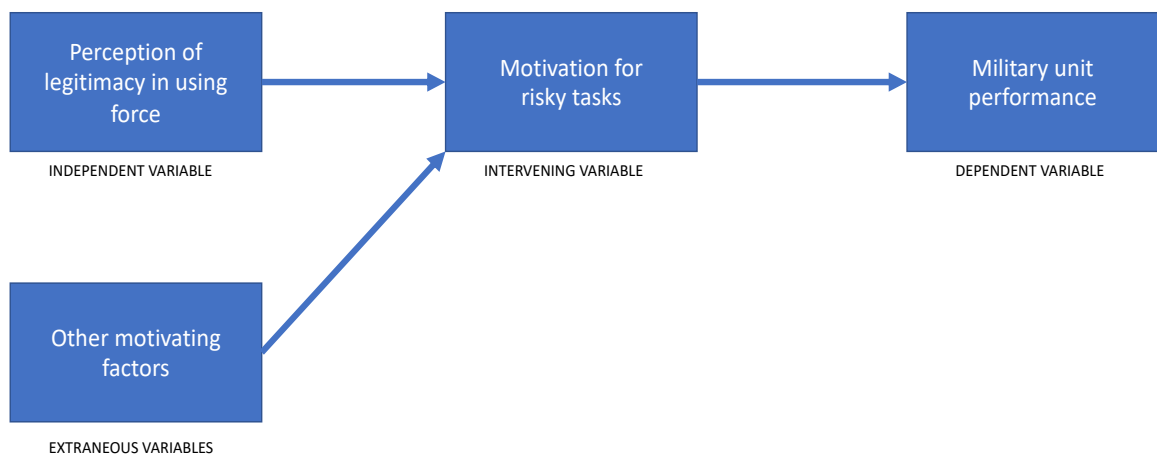 Perception of
legitimacy in using
force
INDEPENDENT VARIABLE
Motivation for
risky tasks
INTERVENING VARIABLE
Military unit
performance
DEPENDENT VARIABLE
Other motivating
factors
EXTRANEOUS VARIABLES